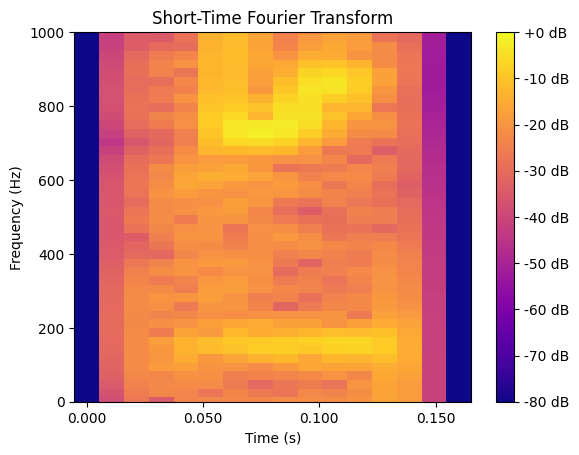 Short-Time Fourier Transform
1000
800
600
400
200
0
Frequency (Hz)
0.000
0.050
0.100
0.150
Time (s)
+0 dB
-10 dB
-20 dB
-30 dB
-40 dB
-50 dB
-60 dB
-70 dB
-80 dB